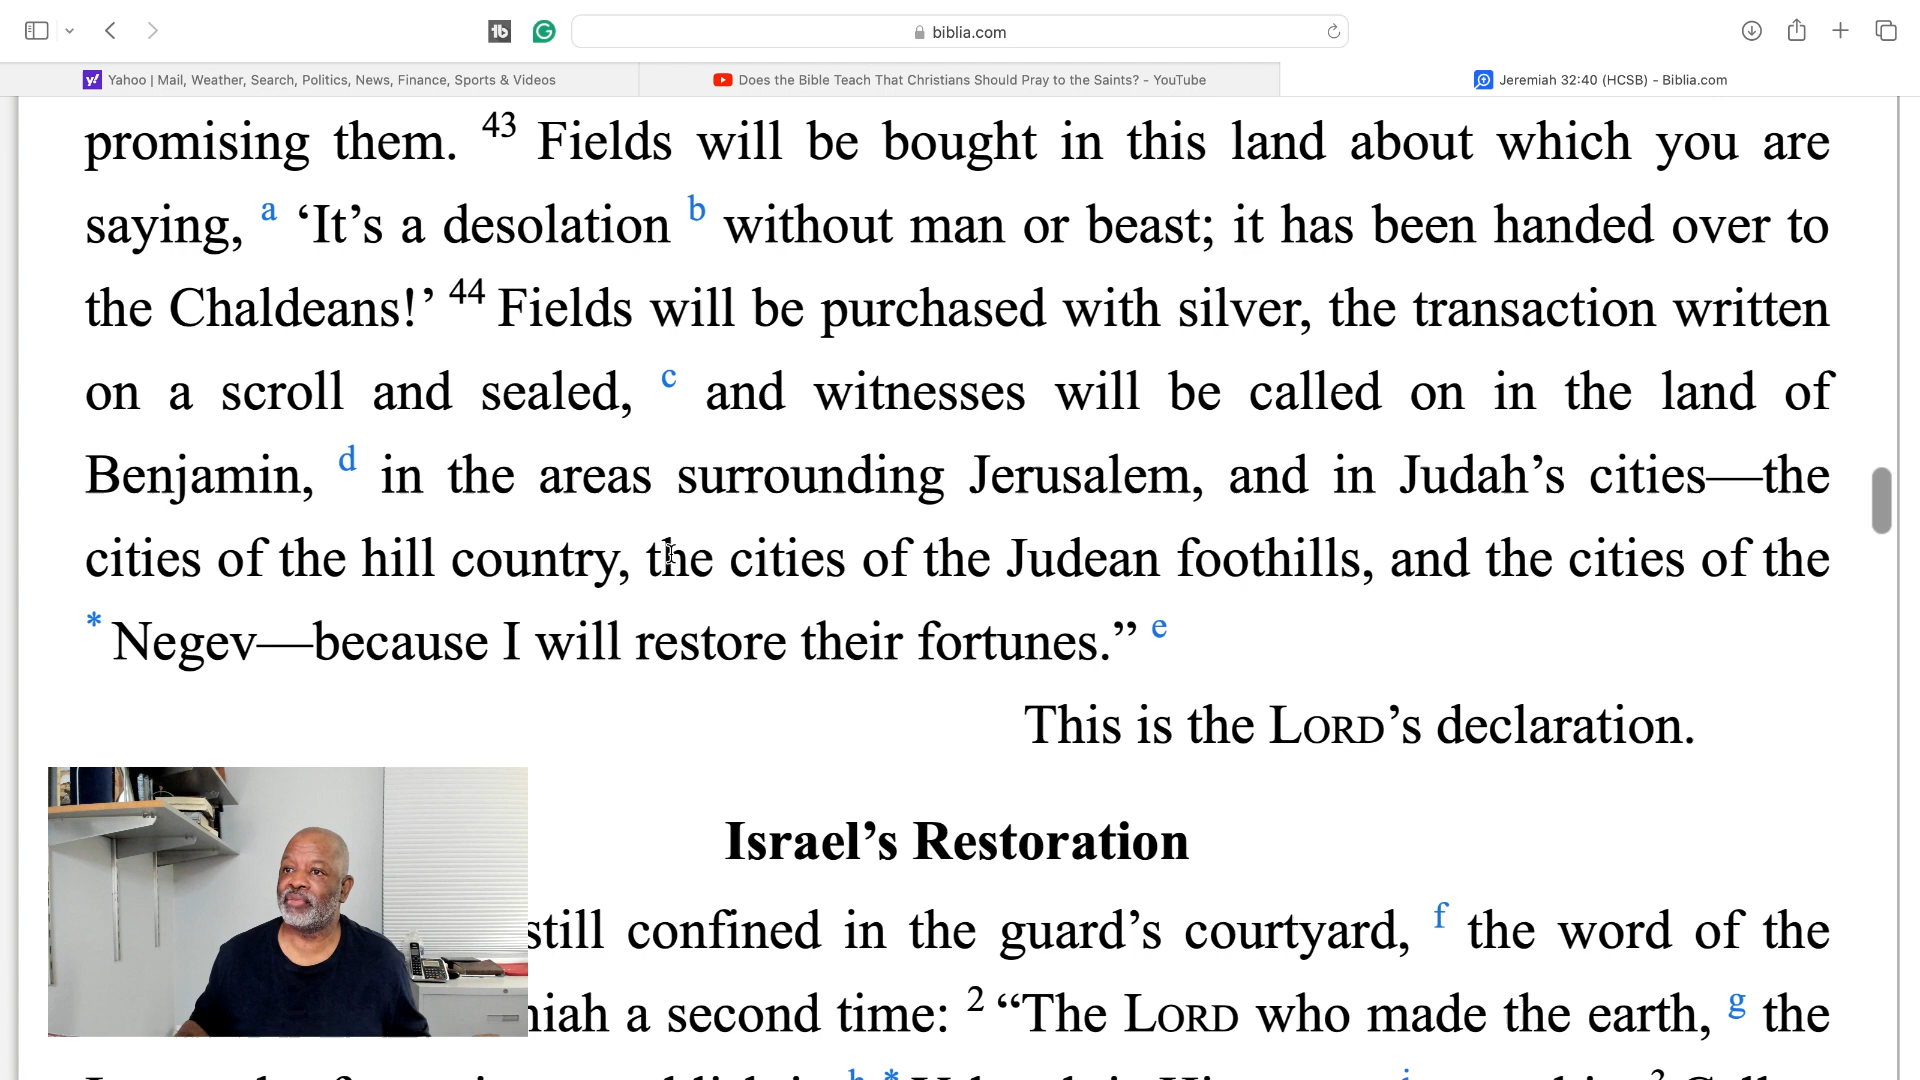 biblia.com
Yahoo | Mail, Weather, Search, Politics, News, Finance, Sports & Videos
Does the Bible Teach That Christians Should Pray to the Saints? - YouTube
Jeremiah 32:40 (HCSB) - Biblia.com
promising them. 43 Fields will be bought in this land about which you are
saying, a ‘It’s a desolation b without man or beast; it has been handed over to
the Chaldeans!’ 44 Fields will be purchased with silver, the transaction written
on a scroll and sealed, c and witnesses will be called on in the land of
Benjamin, d in the areas surrounding Jerusalem, and in Judah’s cities—the
cities of the hill country, the cities of the Judean foothills, and the cities of the
* Negev—because I will restore their fortunes.” e
This is the LORD’s declaration.
Israel’s Restoration
still confined in the guard’s courtyard, f the word of the
a second time: 2 “The LORD who made the earth, g the